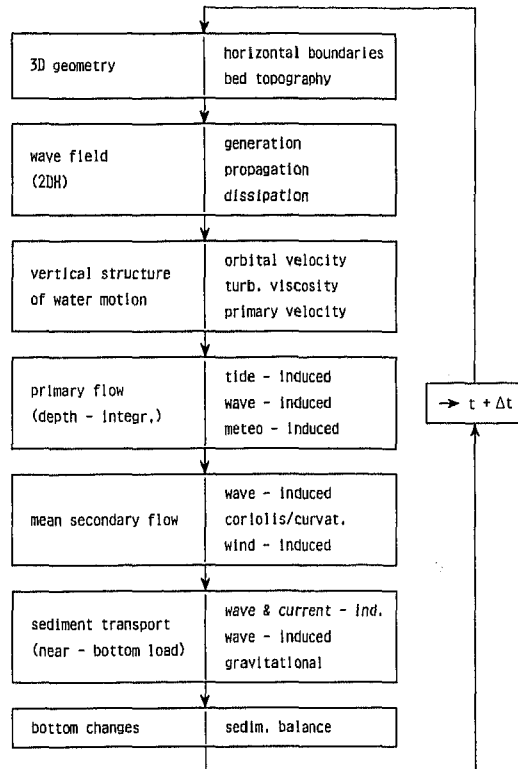 3D geometry
horizontal boundaries
bed topography
wave field
(2DH)
generation
propagation
dissipation
vertical structure
of water motion
orbital velocity
turb. viscosity
primary velocity
primary flow
(depth - integr.)
tide - induced
wave - induced
meteo - induced
→ t + Δt
mean secondary flow
wave - induced
coriolis/curvat.
wind - induced
sediment transport
(near - bottom load)
wave & current - ind.
wave - induced
gravitational
bottom changes
sedim. balance